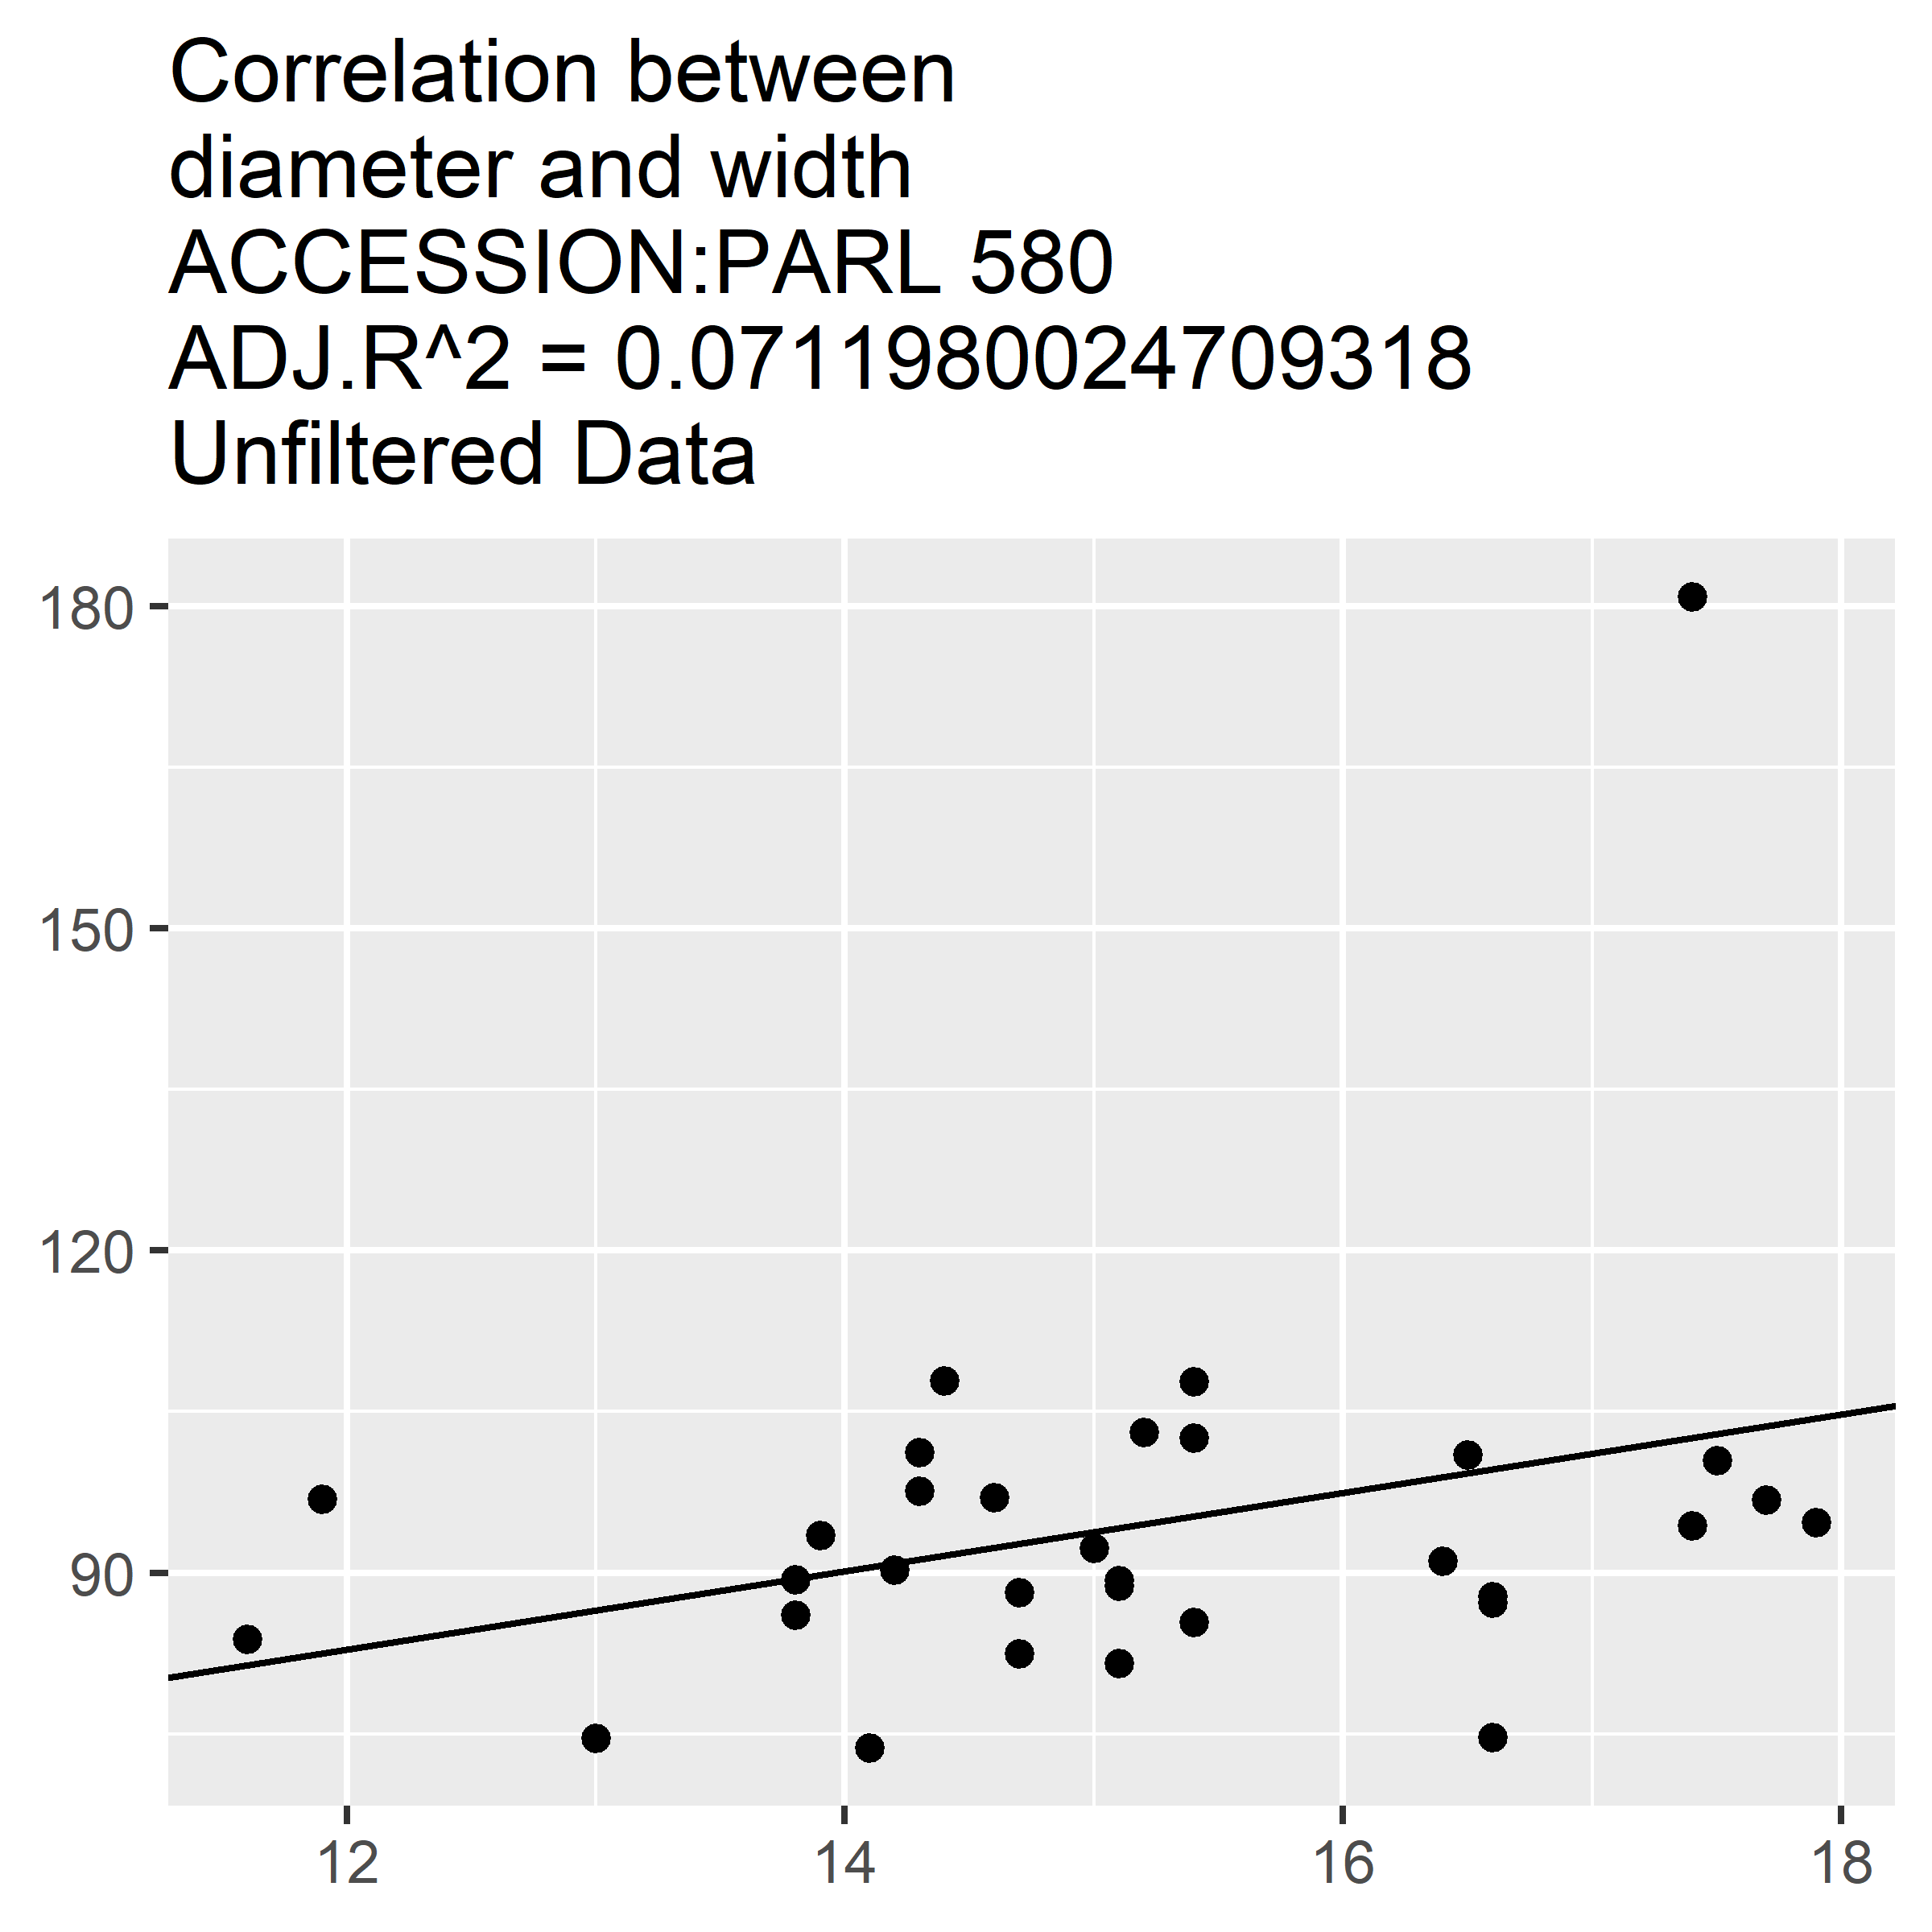 Correlation between
diameter and width
ACCESSION:PARL 580
ADJ.R^2 = 0.0711980024709318
Unfiltered Data
180
150
120
90
12 14 16 18